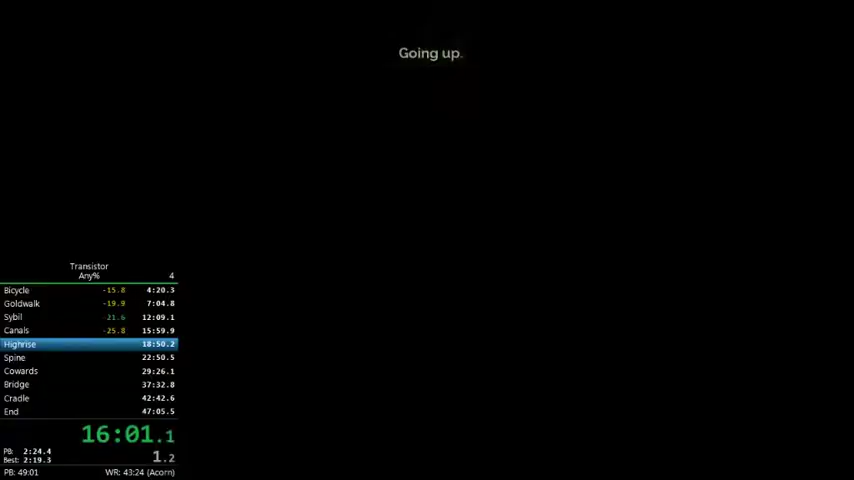 Going up.
Transistor
Any% 4
Bicycle -15.8 4:20.3
Goldwalk -19.9 7:04.8
Sybil -21.6 12:09.1
Canals -25.8 15:59.9
Highrise 18:50.2
Spine 22:50.5
Cowards 29:26.1
Bridge 37:32.8
Cradle 42:42.6
End 47:05.5
16:01.1
PB: 2:24.4
Best: 2:19.3 1.2
PB: 49:01 WR: 43:24 (Acorn)